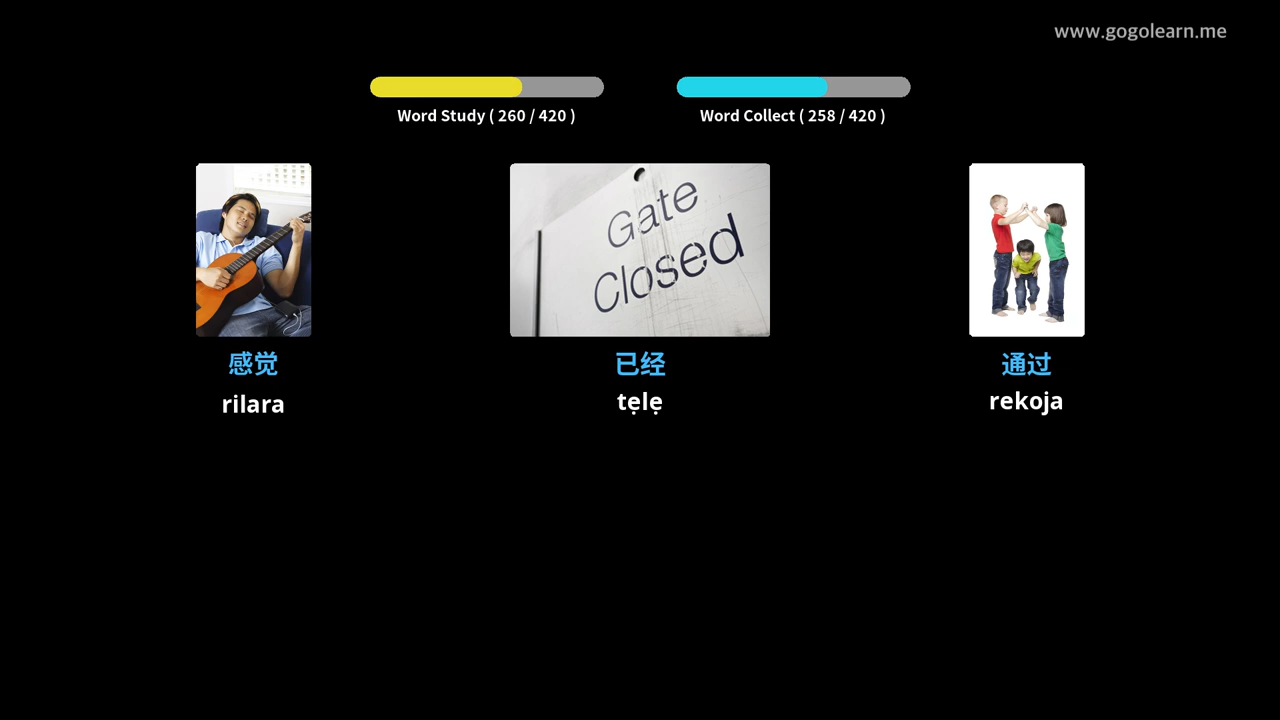 www.gogolearn.me
Word Study ( 260 / 420 )
Word Collect ( 258 / 420 )
Gate
Closed
感觉
已经
通过
rilara
tẹlẹ
rekoja